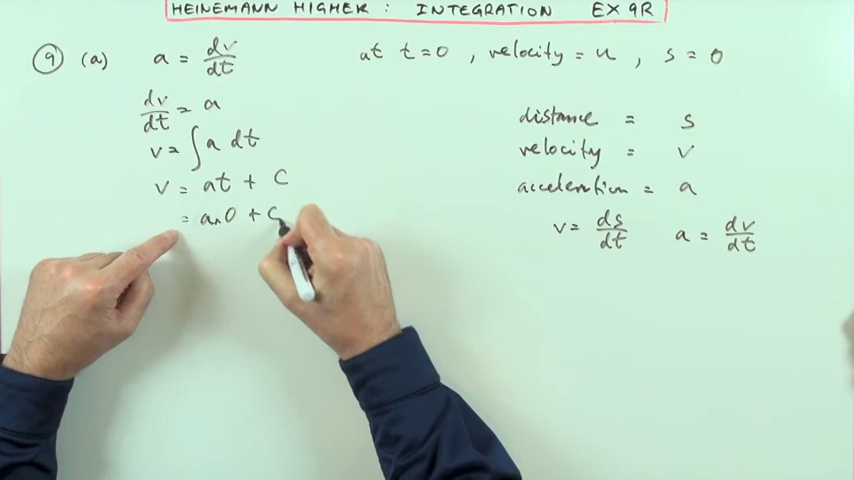 HEINEMANN HIGHER : INTEGRATION EX 9R
9 (a) a = dv/dt at t=0 , velocity = u , s = 0
dv/dt = a
v = ∫ a dt
v = at + C
= a×0 + C
distance = s
velocity = v
acceleration = a
v = ds/dt a = dv/dt